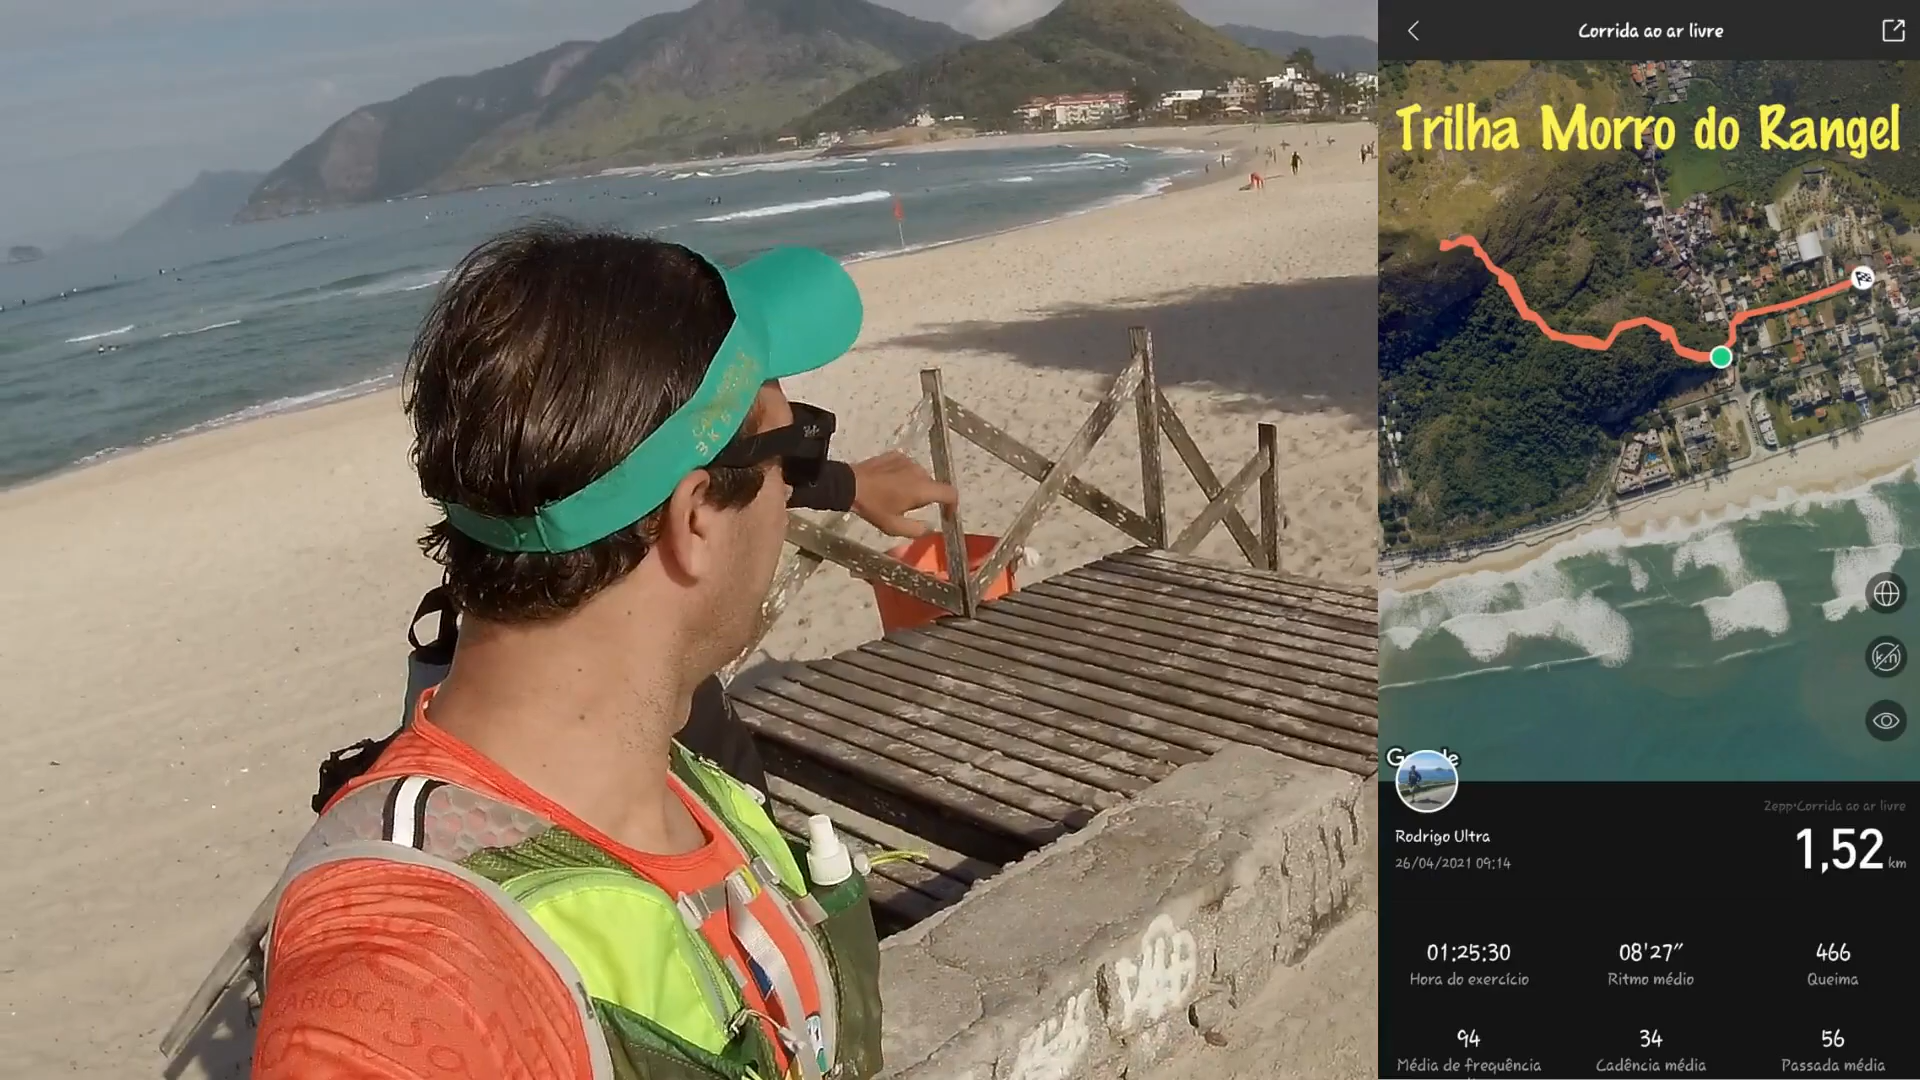 Corrida ao ar livre
Trilha Morro do Rangel
Zepp·Corrida ao ar livre
Rodrigo Ultra
26/04/2021 09:14
1,52 km
01:25:30
Hora do exercício
08'27"
Ritmo médio
466
Queima
94
Média de frequência
34
Cadência média
56
Passada média
CARIOCA